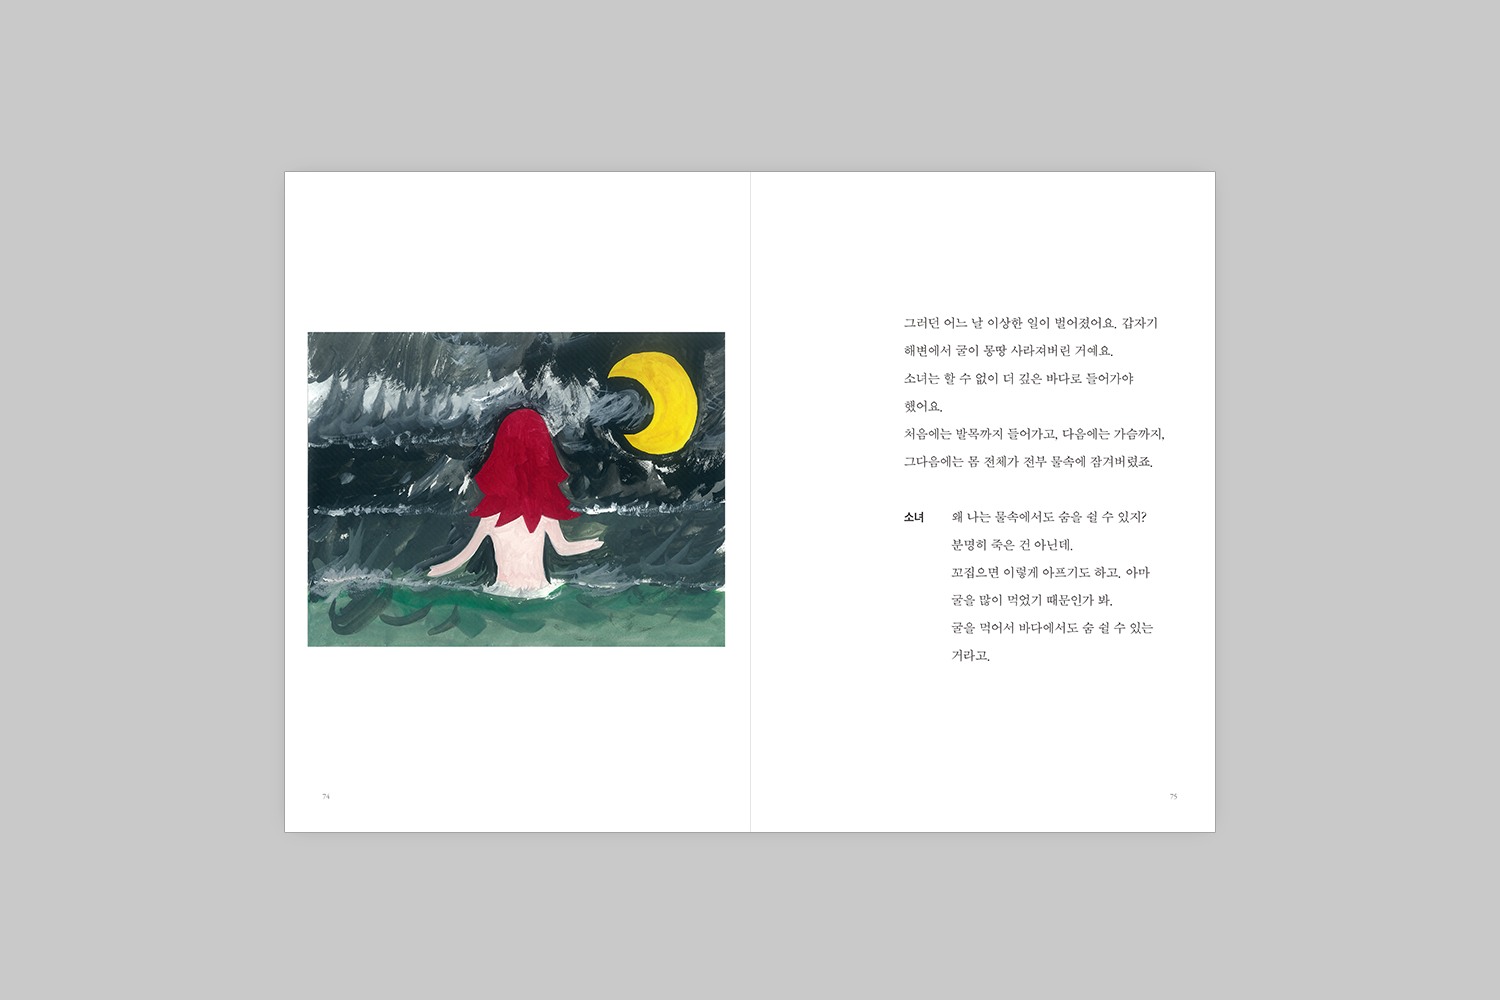 그러던 어느 날 이상한 일이 벌어졌어요. 갑자기
해변에서 굴이 몽땅 사라져버린 거예요.
소녀는 할 수 없이 더 깊은 바다로 들어가야
했어요.
처음에는 발목까지 들어가고, 다음에는 가슴까지,
그다음에는 몸 전체가 전부 물속에 잠겨버렸죠.
소녀 왜 나는 물속에서도 숨을 쉴 수 있지?
분명히 죽은 건 아닌데.
꼬집으면 이렇게 아프기도 하고. 아마
굴을 많이 먹었기 때문인가 봐.
굴을 먹어서 바다에서도 숨 쉴 수 있는
거라고.
74
75